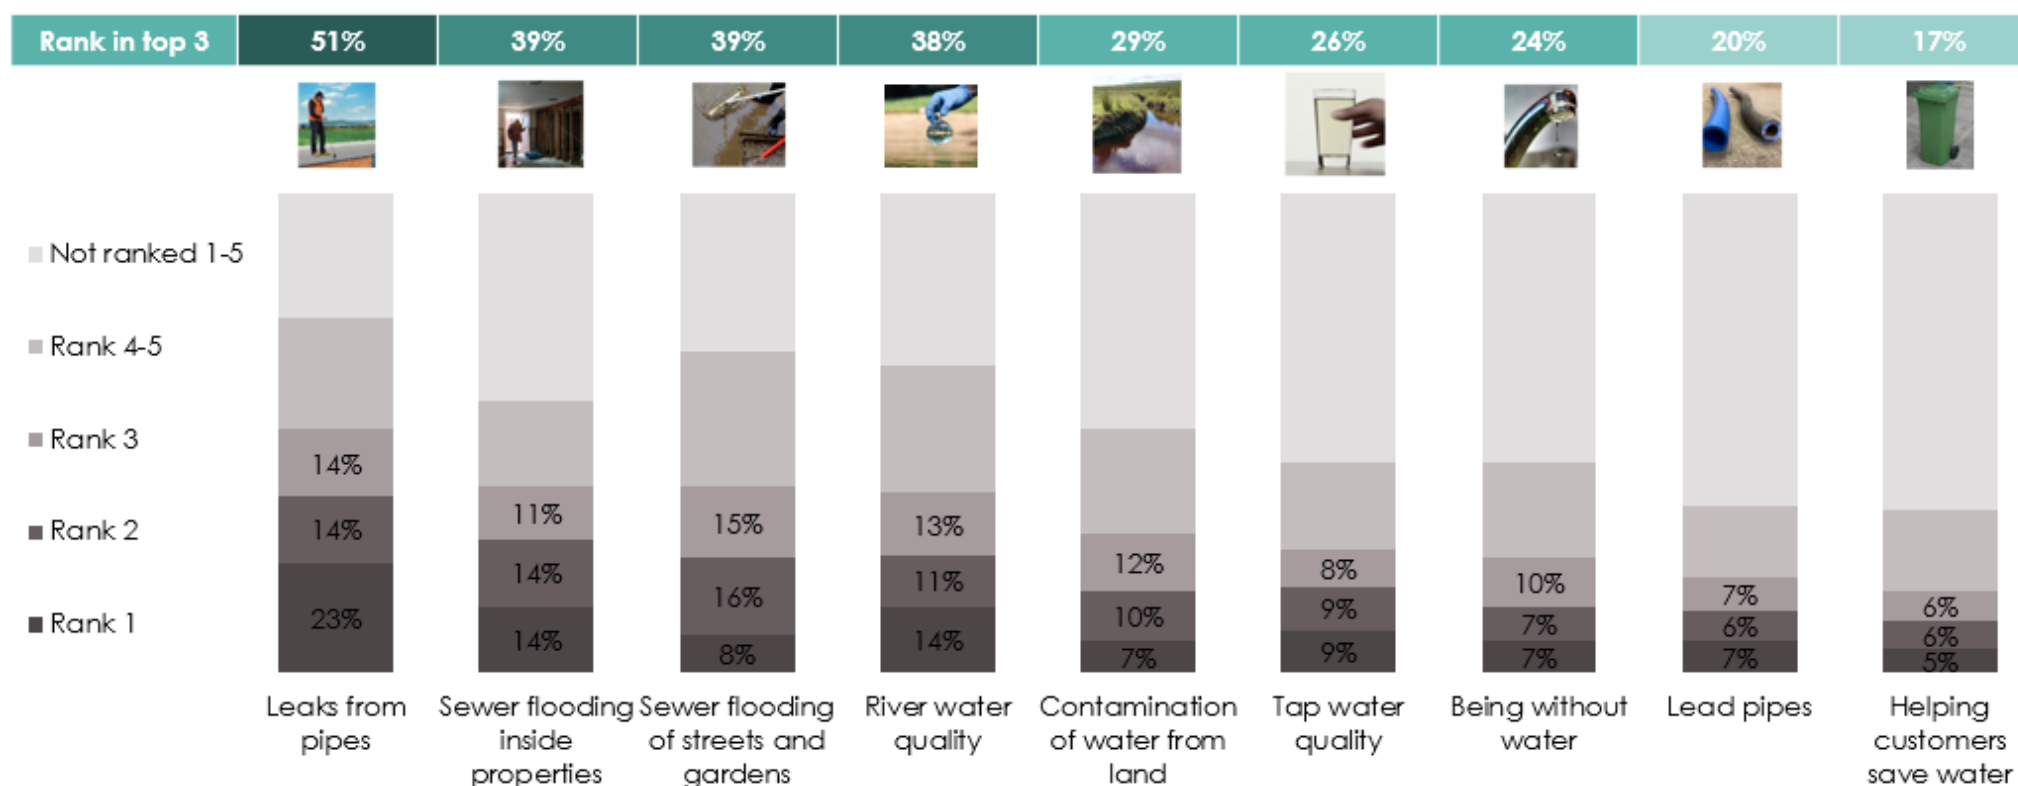 Rank in top 3 51% 39% 39% 38% 29% 26% 24% 20% 17%
Not ranked 1-5
Rank 4-5
Rank 3
Rank 2
Rank 1
14%
14%
23%
11%
14%
14%
15%
16%
8%
13%
11%
14%
12%
10%
7%
8%
9%
9%
10%
7%
7%
7%
6%
7%
6%
6%
5%
Leaks from
pipes
Sewer flooding
inside
properties
Sewer flooding
of streets and
gardens
River water
quality
Contamination
of water from
land
Tap water
quality
Being without
water
Lead pipes
Helping
customers
save water